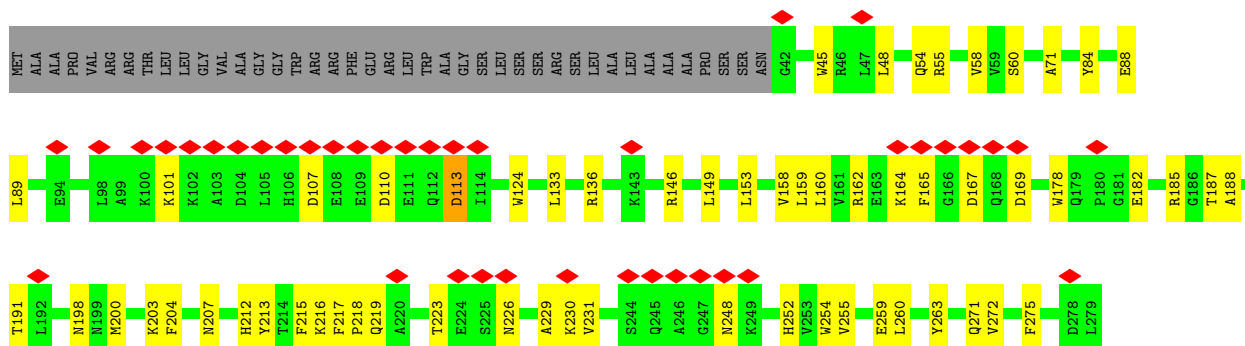 MET ALA ALA PRO VAL ARG ARG THR LEU LEU GLY VAL ALA GLY GLY TRP ARG ARG PHE GLU ARG LEU TRP ALA GLY SER LEU SER SER ARG SER LEU ALA LEU ALA ALA ALA PRO SER SER ASN G42 W45 R46 L47 L48 Q54 R55 V58 V59 S60 A71 Y84 E88
L89 E94 L98 A99 K100 K101 K102 A103 D104 L105 H106 D107 E108 E109 D110 E111 Q112 D113 I114 W124 L133 R136 K143 R146 L149 L153 V158 L159 L160 V161 R162 E163 K164 F165 G166 D167 Q168 D169 W178 Q179 P180 G181 E182 R185 G186 T187 A188
T191 L192 N198 N199 M200 K203 F204 N207 H212 Y213 T214 F215 K216 F217 P218 Q219 A220 T223 E224 S225 N226 A229 K230 V231 S244 Q245 A246 G247 N248 K249 H252 V253 W254 V255 E259 L260 Y263 Q271 V272 F275 D278 L279